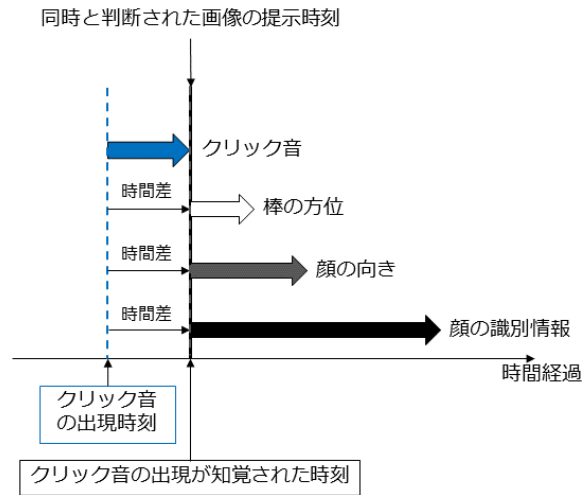 同時と判断された画像の提示時刻
クリック音
時間差
棒の方位
時間差
顔の向き
時間差
顔の識別情報
時間経過
クリック音
の出現時刻
クリック音の出現が知覚された時刻